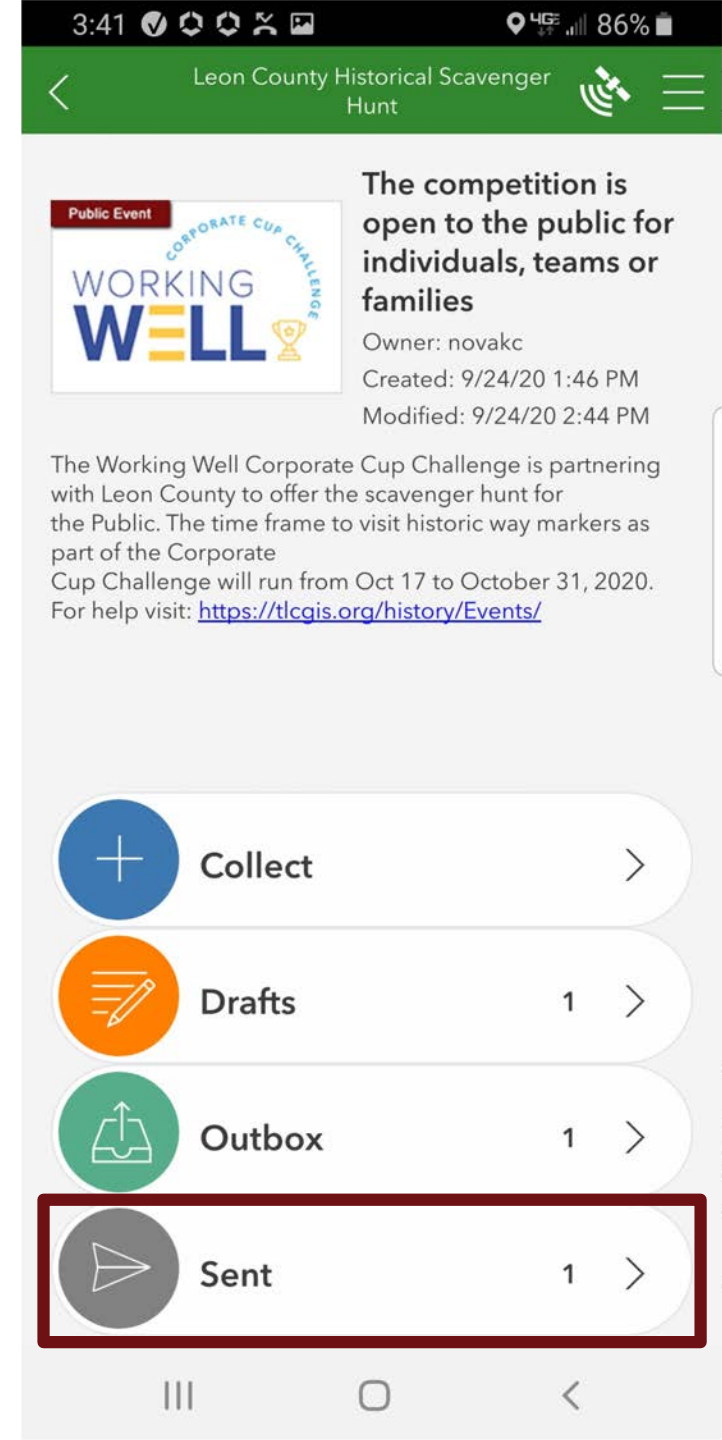 3:41 4GE 86%
Leon County Historical Scavenger
Hunt
Public Event
CORPORATE CUP CHALLENGE
WORKING
WELL
The competition is
open to the public for
individuals, teams or
families
Owner: novakc
Created: 9/24/20 1:46 PM
Modified: 9/24/20 2:44 PM
The Working Well Corporate Cup Challenge is partnering
with Leon County to offer the scavenger hunt for
the Public. The time frame to visit historic way markers as
part of the Corporate
Cup Challenge will run from Oct 17 to October 31, 2020.
For help visit: https://tlcgis.org/history/Events/
Collect
Drafts 1
Outbox 1
Sent 1